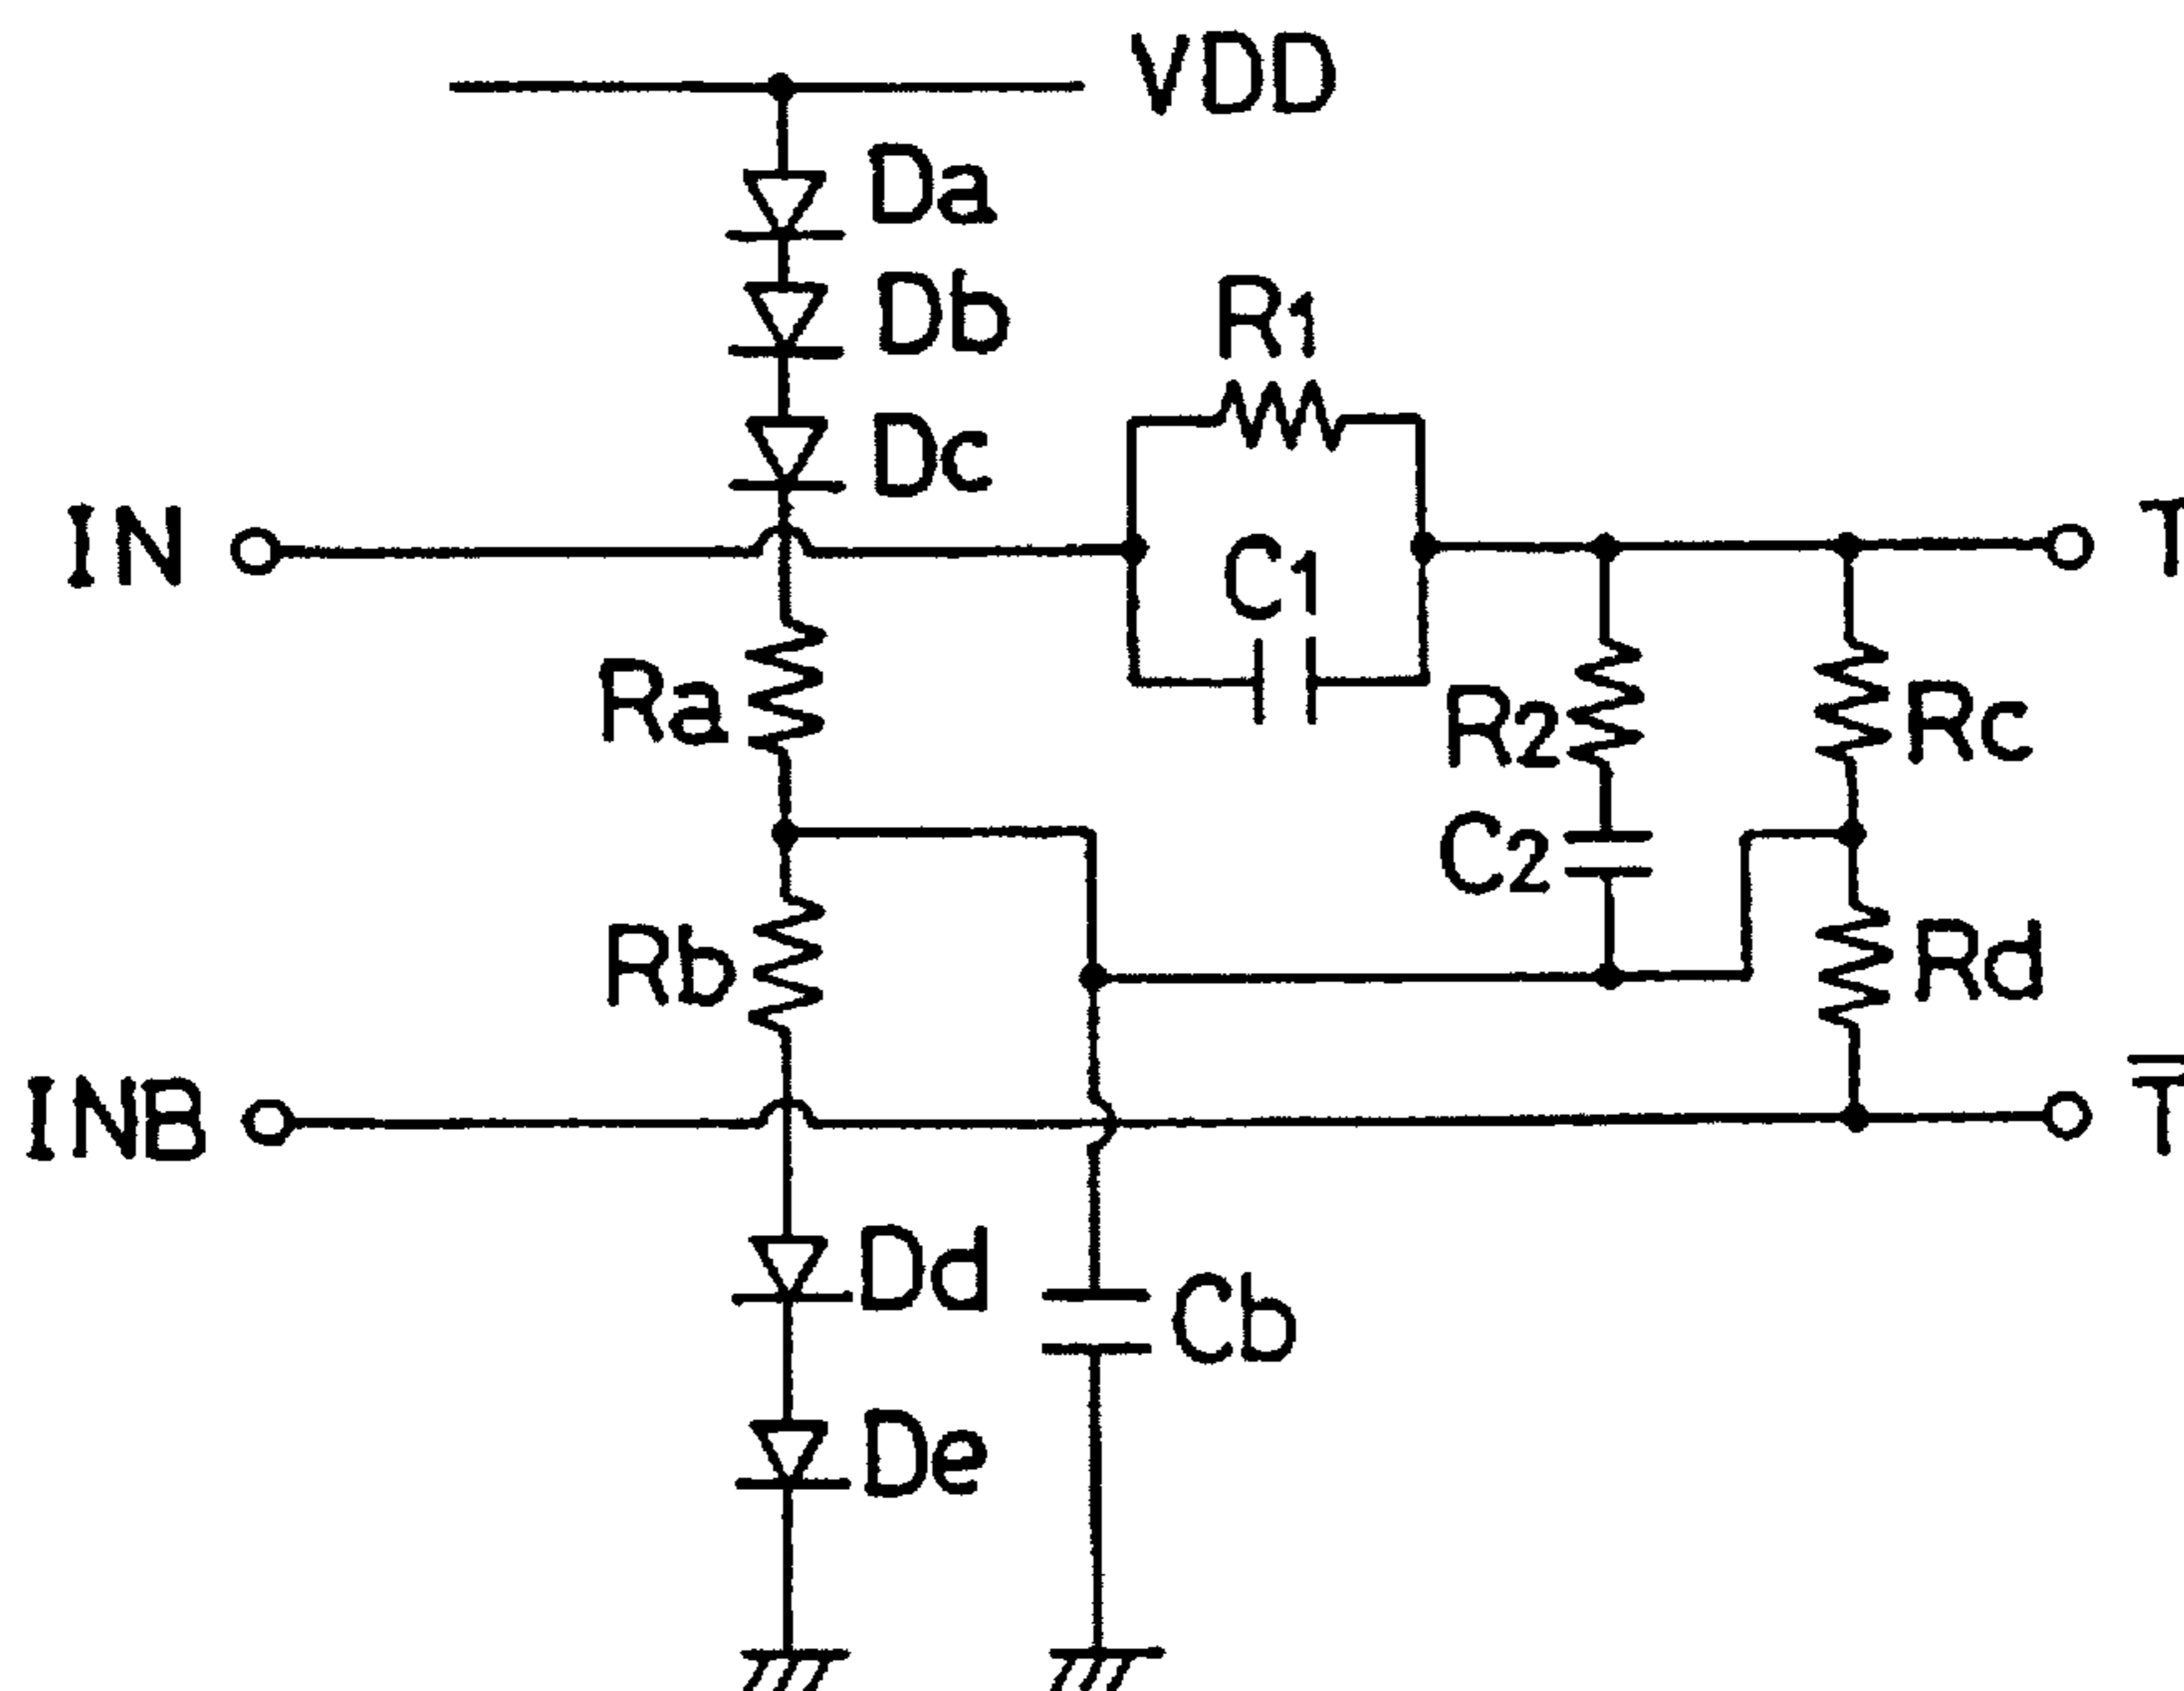 VDD
Da
Db
R1
Dc
IN
T
C1
Ra
R2
Rc
C2
Rb
Rd
INB
T̅
Dd
Cb
De